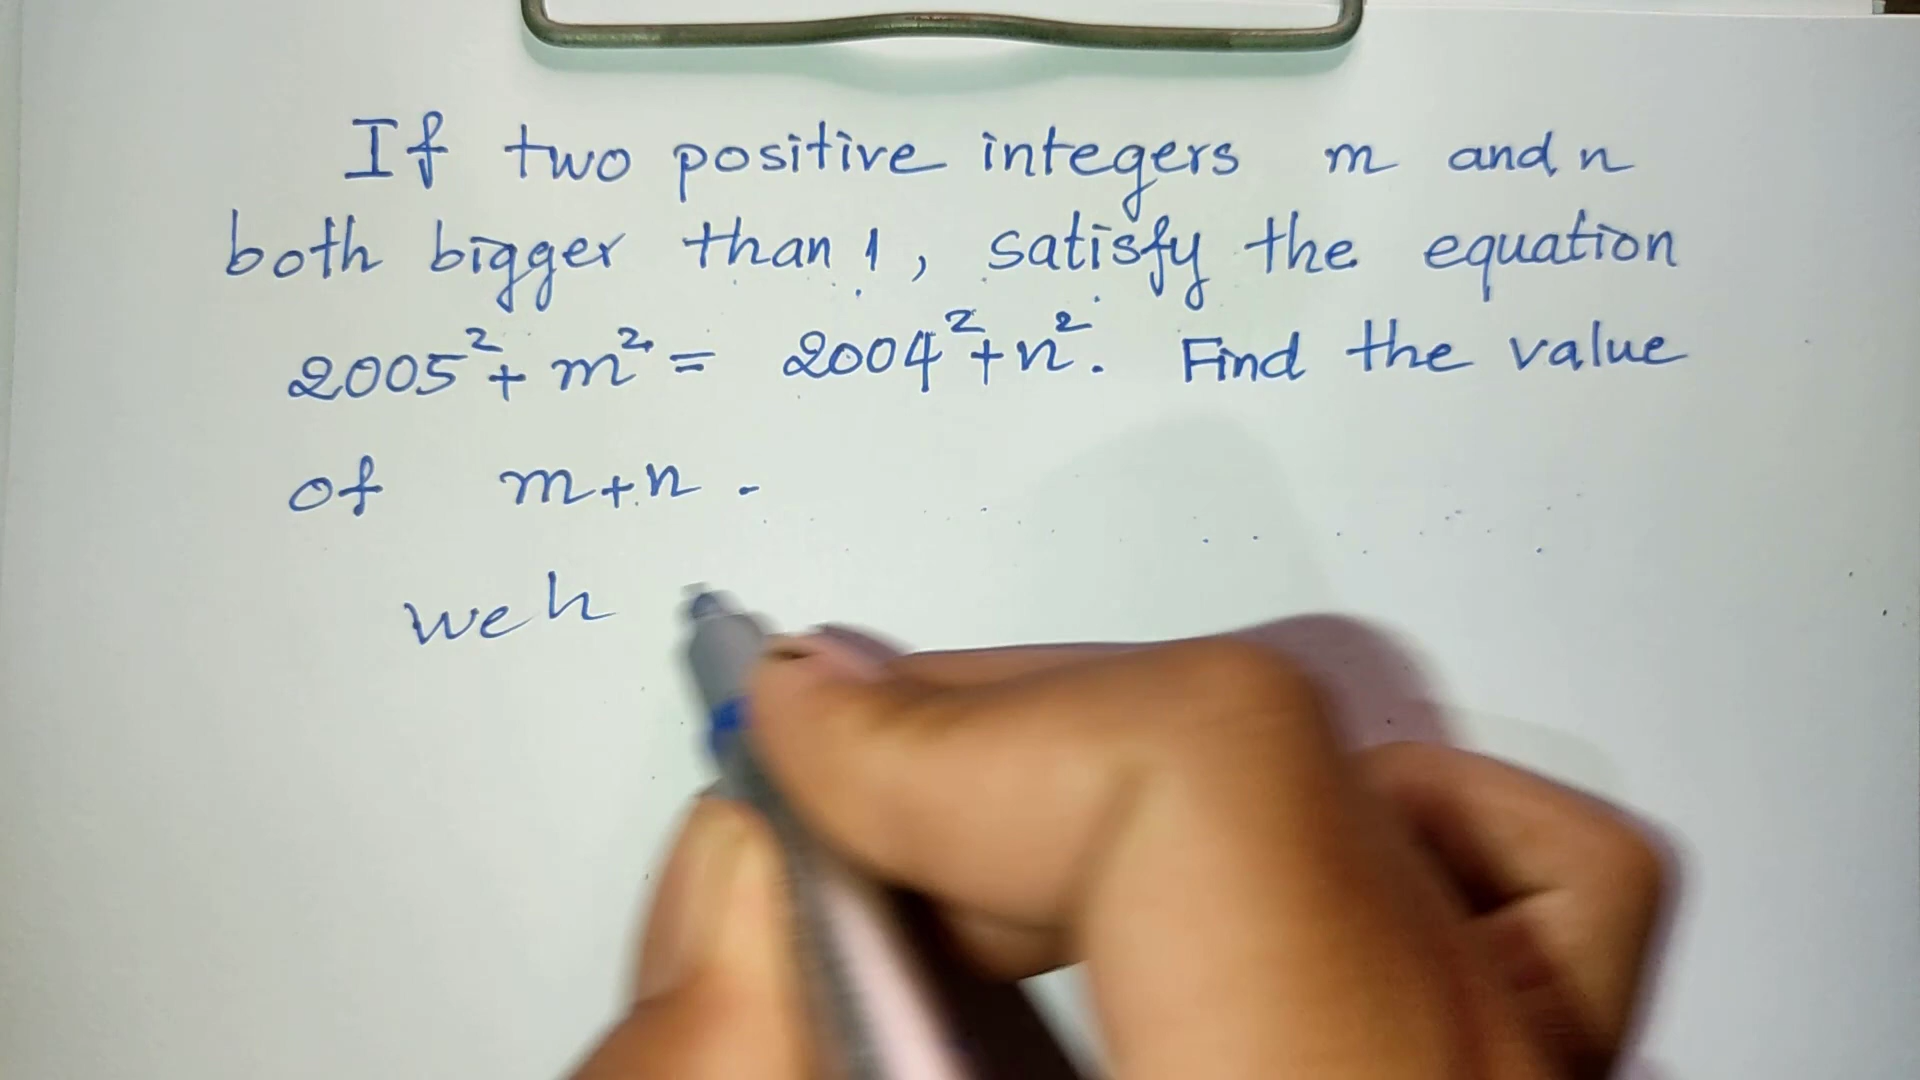 If two positive integers m and n
both bigger than 1, satisfy the equation
2005² + m² = 2004² + n². Find the value
of m+n.
we h